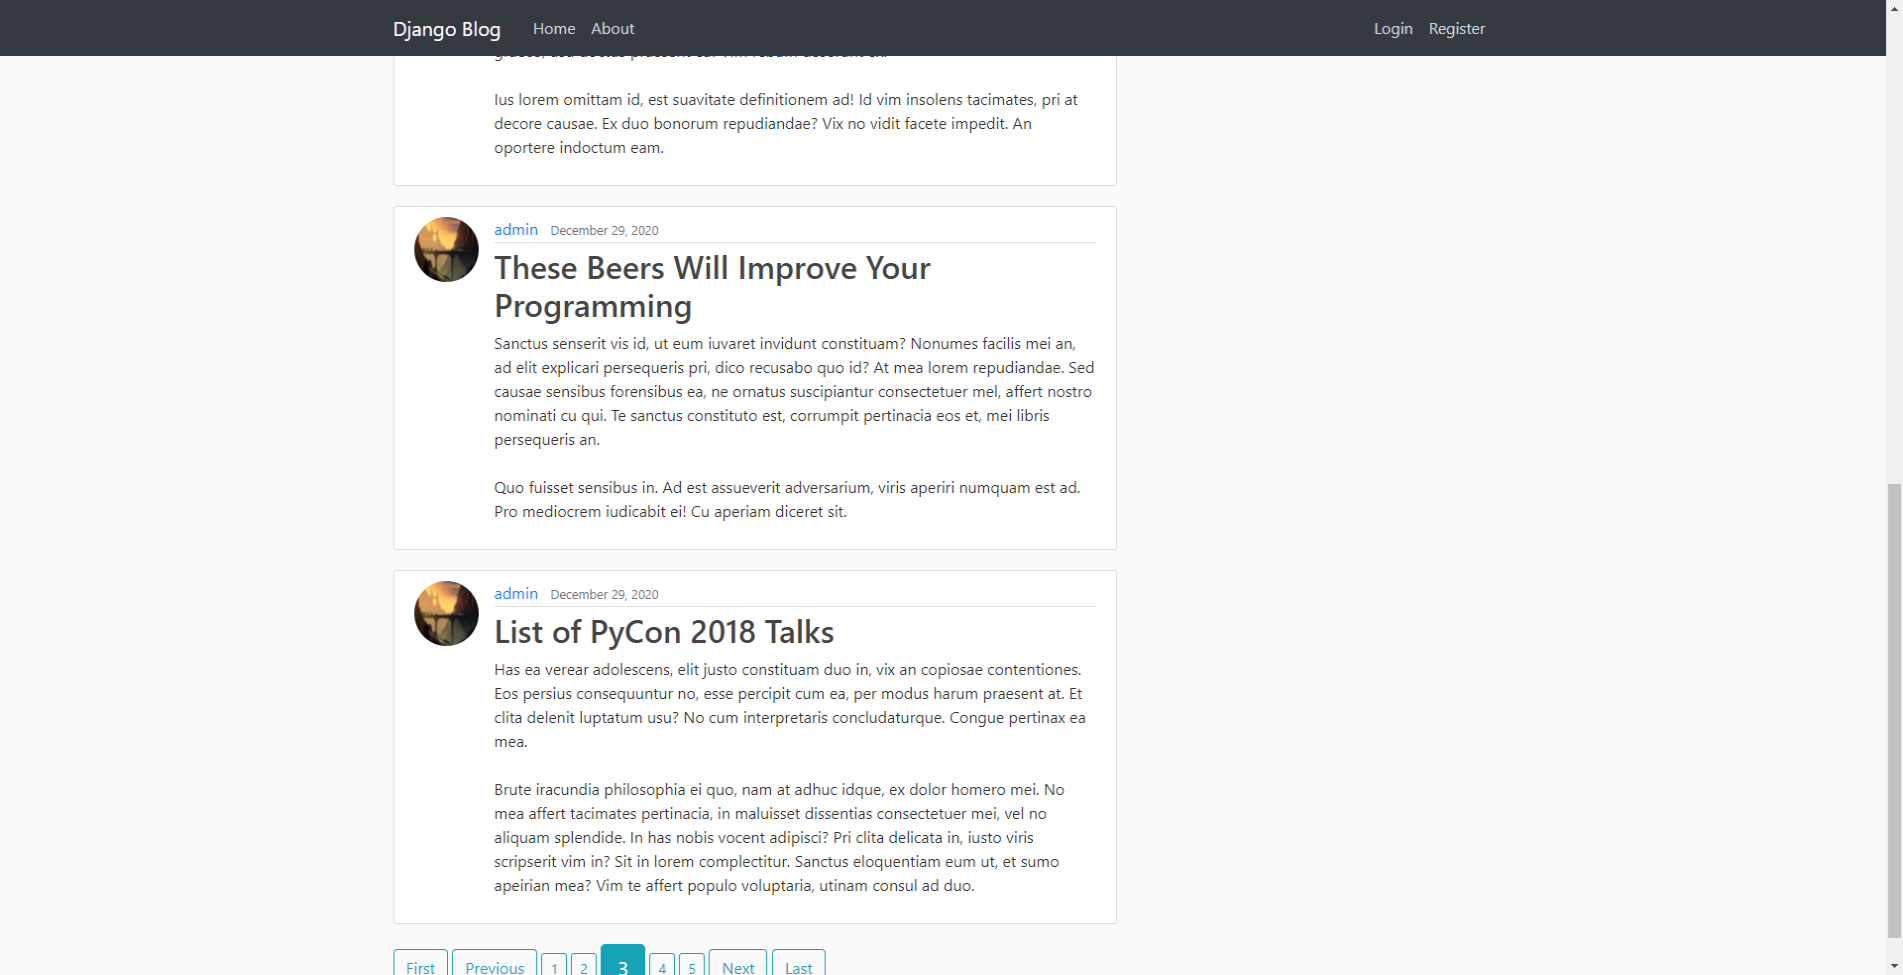 Django Blog Home About Login Register
Ius lorem omittam id, est suavitate definitionem ad! Id vim insolens tacimates, pri at
decore causae. Ex duo bonorum repudiandae? Vix no vidit facete impedit. An
oportere indoctum eam.
admin December 29, 2020
These Beers Will Improve Your
Programming
Sanctus senserit vis id, ut eum iuvaret invidunt constituam? Nonumes facilis mei an,
ad elit explicari persequeris pri, dico recusabo quo id? At mea lorem repudiandae. Sed
causae sensibus forensibus ea, ne ornatus suscipiantur consectetuer mel, affert nostro
nominati cu qui. Te sanctus constituto est, corrumpit pertinacia eos et, mei libris
persequeris an.
Quo fuisset sensibus in. Ad est assueverit adversarium, viris aperiri numquam est ad.
Pro mediocrem iudicabit ei! Cu aperiam diceret sit.
admin December 29, 2020
List of PyCon 2018 Talks
Has ea verear adolescens, elit justo constituam duo in, vix an copiosae contentiones.
Eos persius consequuntur no, esse percipit cum ea, per modus harum praesent at. Et
clita delenit luptatum usu? No cum interpretaris concludaturque. Congue pertinax ea
mea.
Brute iracundia philosophia ei quo, nam at adhuc idque, ex dolor homero mei. No
mea affert tacimates pertinacia, in maluisset dissentias consectetuer mei, vel no
aliquam splendide. In has nobis vocent adipisci? Pri clita delicata in, iusto viris
scripserit vim in? Sit in lorem complectitur. Sanctus eloquentiam eum ut, et sumo
apeirian mea? Vim te affert populo voluptaria, utinam consul ad duo.
First Previous 1 2 3 4 5 Next Last